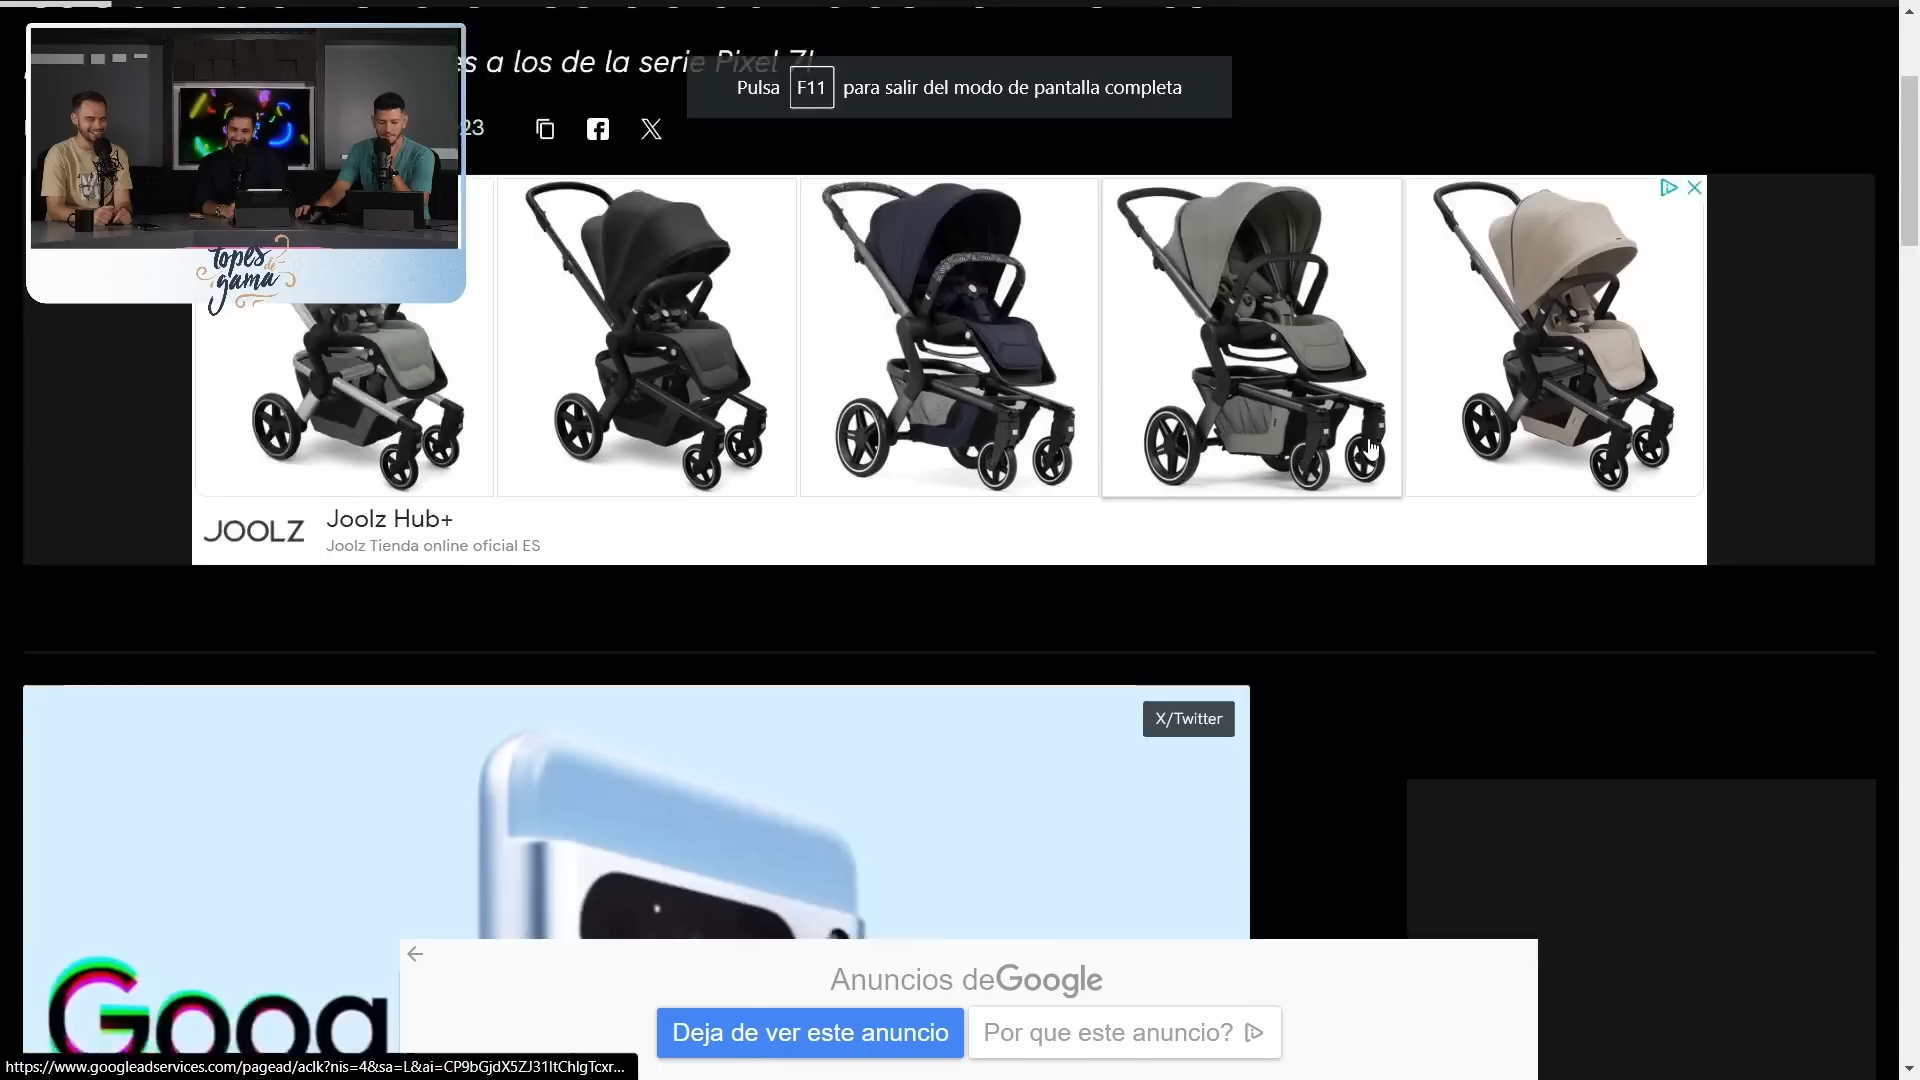 es a los de la serie Pixel 7!
Pulsa F11 para salir del modo de pantalla completa
23
topes de gama
JOOLZ
Joolz Hub+
Joolz Tienda online oficial ES
X/Twitter
Goog
Anuncios de Google
Deja de ver este anuncio
Por que este anuncio?
https://www.googleadservices.com/pagead/aclk?nis=4&sa=L&ai=CP9bGjdX5ZJ31ItChlgTcxr...